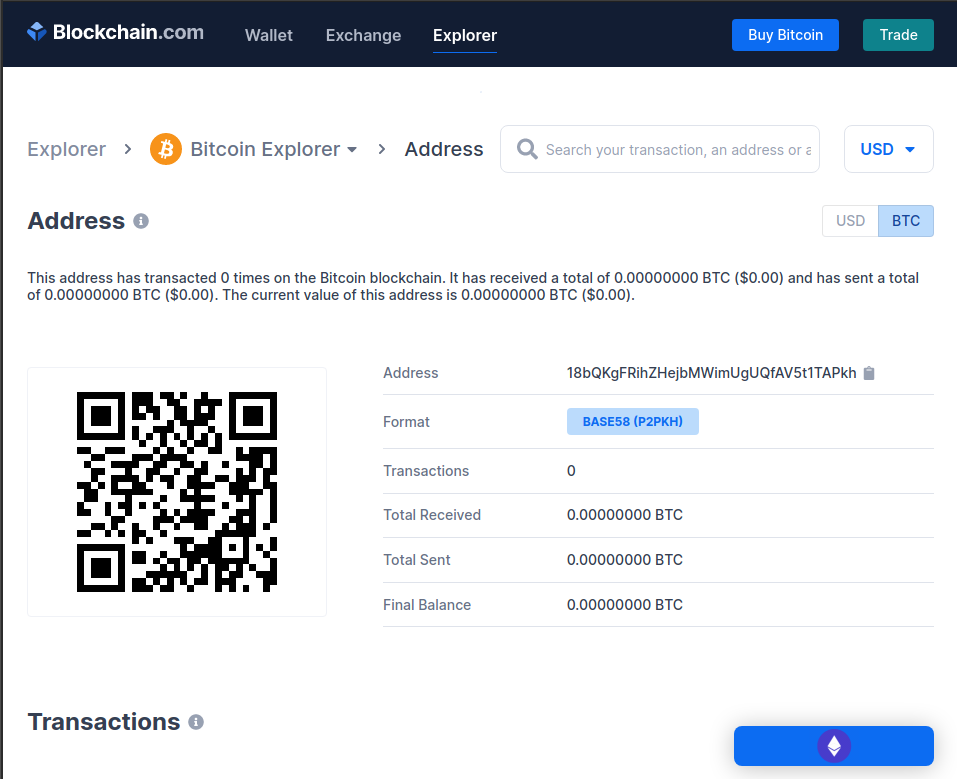 Blockchain.com Wallet Exchange Explorer Buy Bitcoin Trade
Explorer > Bitcoin Explorer > Address Search your transaction, an address or a USD
Address USD BTC
This address has transacted 0 times on the Bitcoin blockchain. It has received a total of 0.00000000 BTC ($0.00) and has sent a total
of 0.00000000 BTC ($0.00). The current value of this address is 0.00000000 BTC ($0.00).
Address 18bQKgFRihZHejbMWimUgUQfAV5t1TAPkh
Format BASE58 (P2PKH)
Transactions 0
Total Received 0.00000000 BTC
Total Sent 0.00000000 BTC
Final Balance 0.00000000 BTC
Transactions